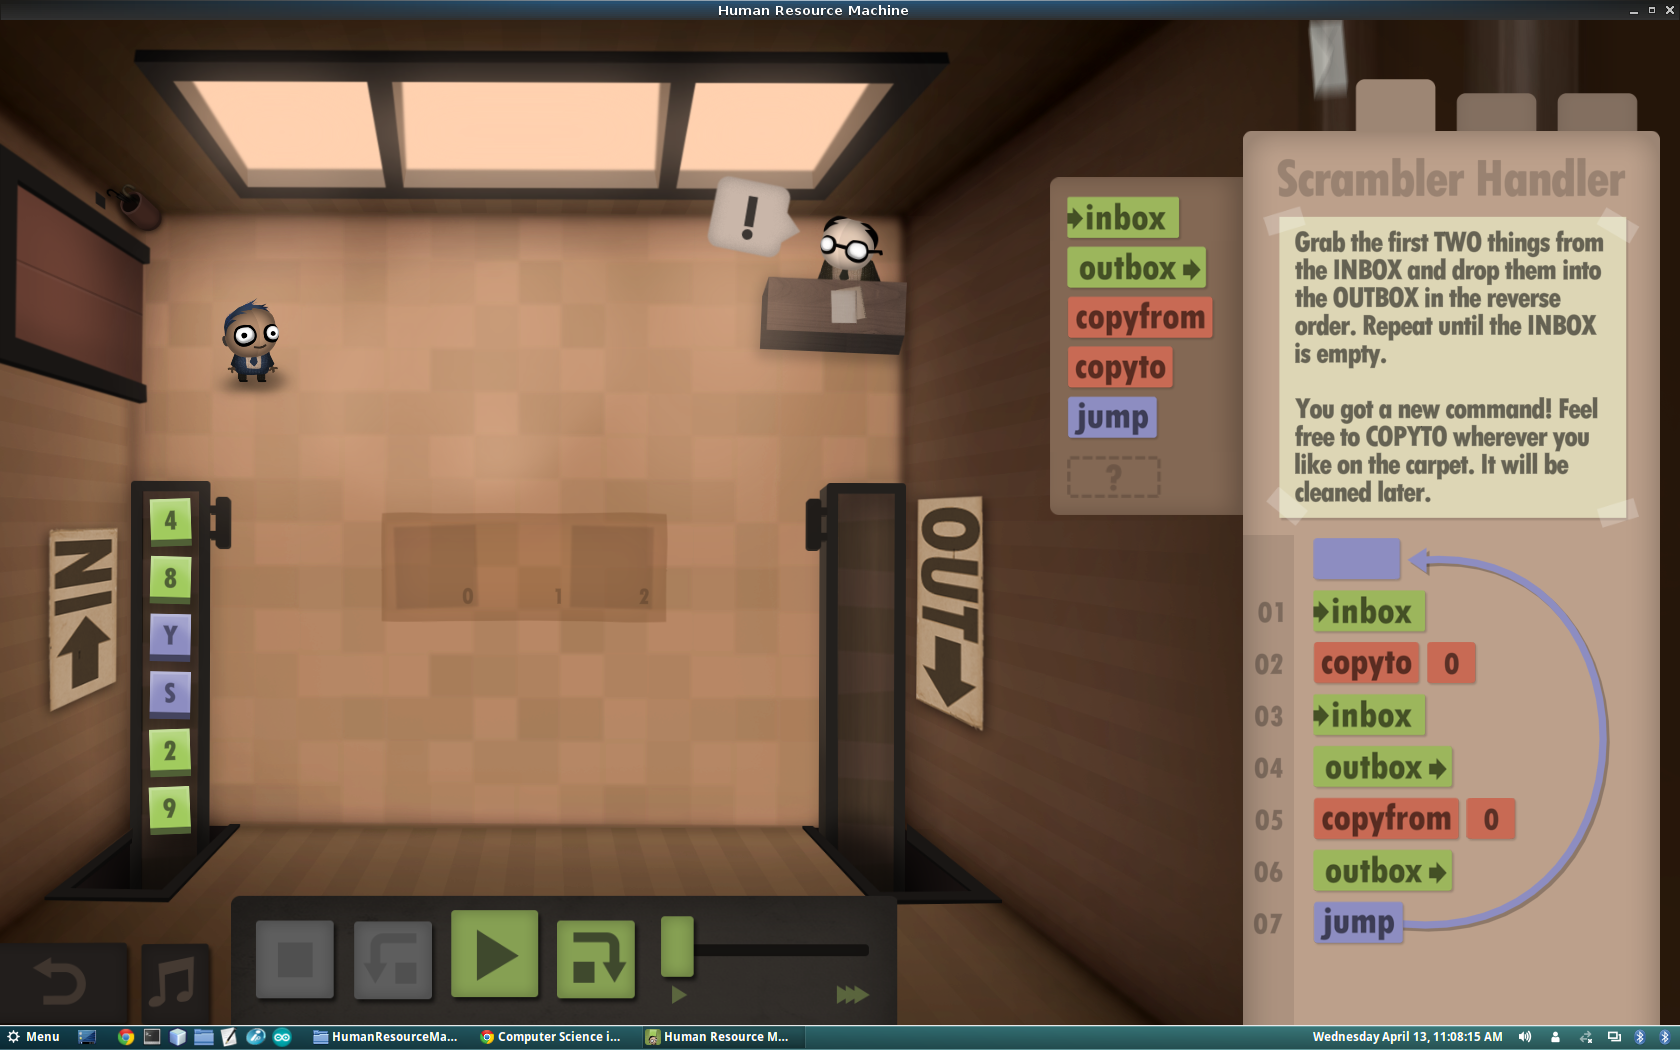 Human Resource Machine
!
inbox
outbox
copyfrom
copyto
jump
?
Scrambler Handler
Grab the first TWO things from
the INBOX and drop them into
the OUTBOX in the reverse
order. Repeat until the INBOX
is empty.
You got a new command! Feel
free to COPYTO wherever you
like on the carpet. It will be
cleaned later.
IN
4
8
Y
S
2
9
0 1 2
OUT
01 inbox
02 copyto 0
03 inbox
04 outbox
05 copyfrom 0
06 outbox
07 jump
Menu
HumanResourceMa...
Computer Science i...
Human Resource M...
Wednesday April 13, 11:08:15 AM